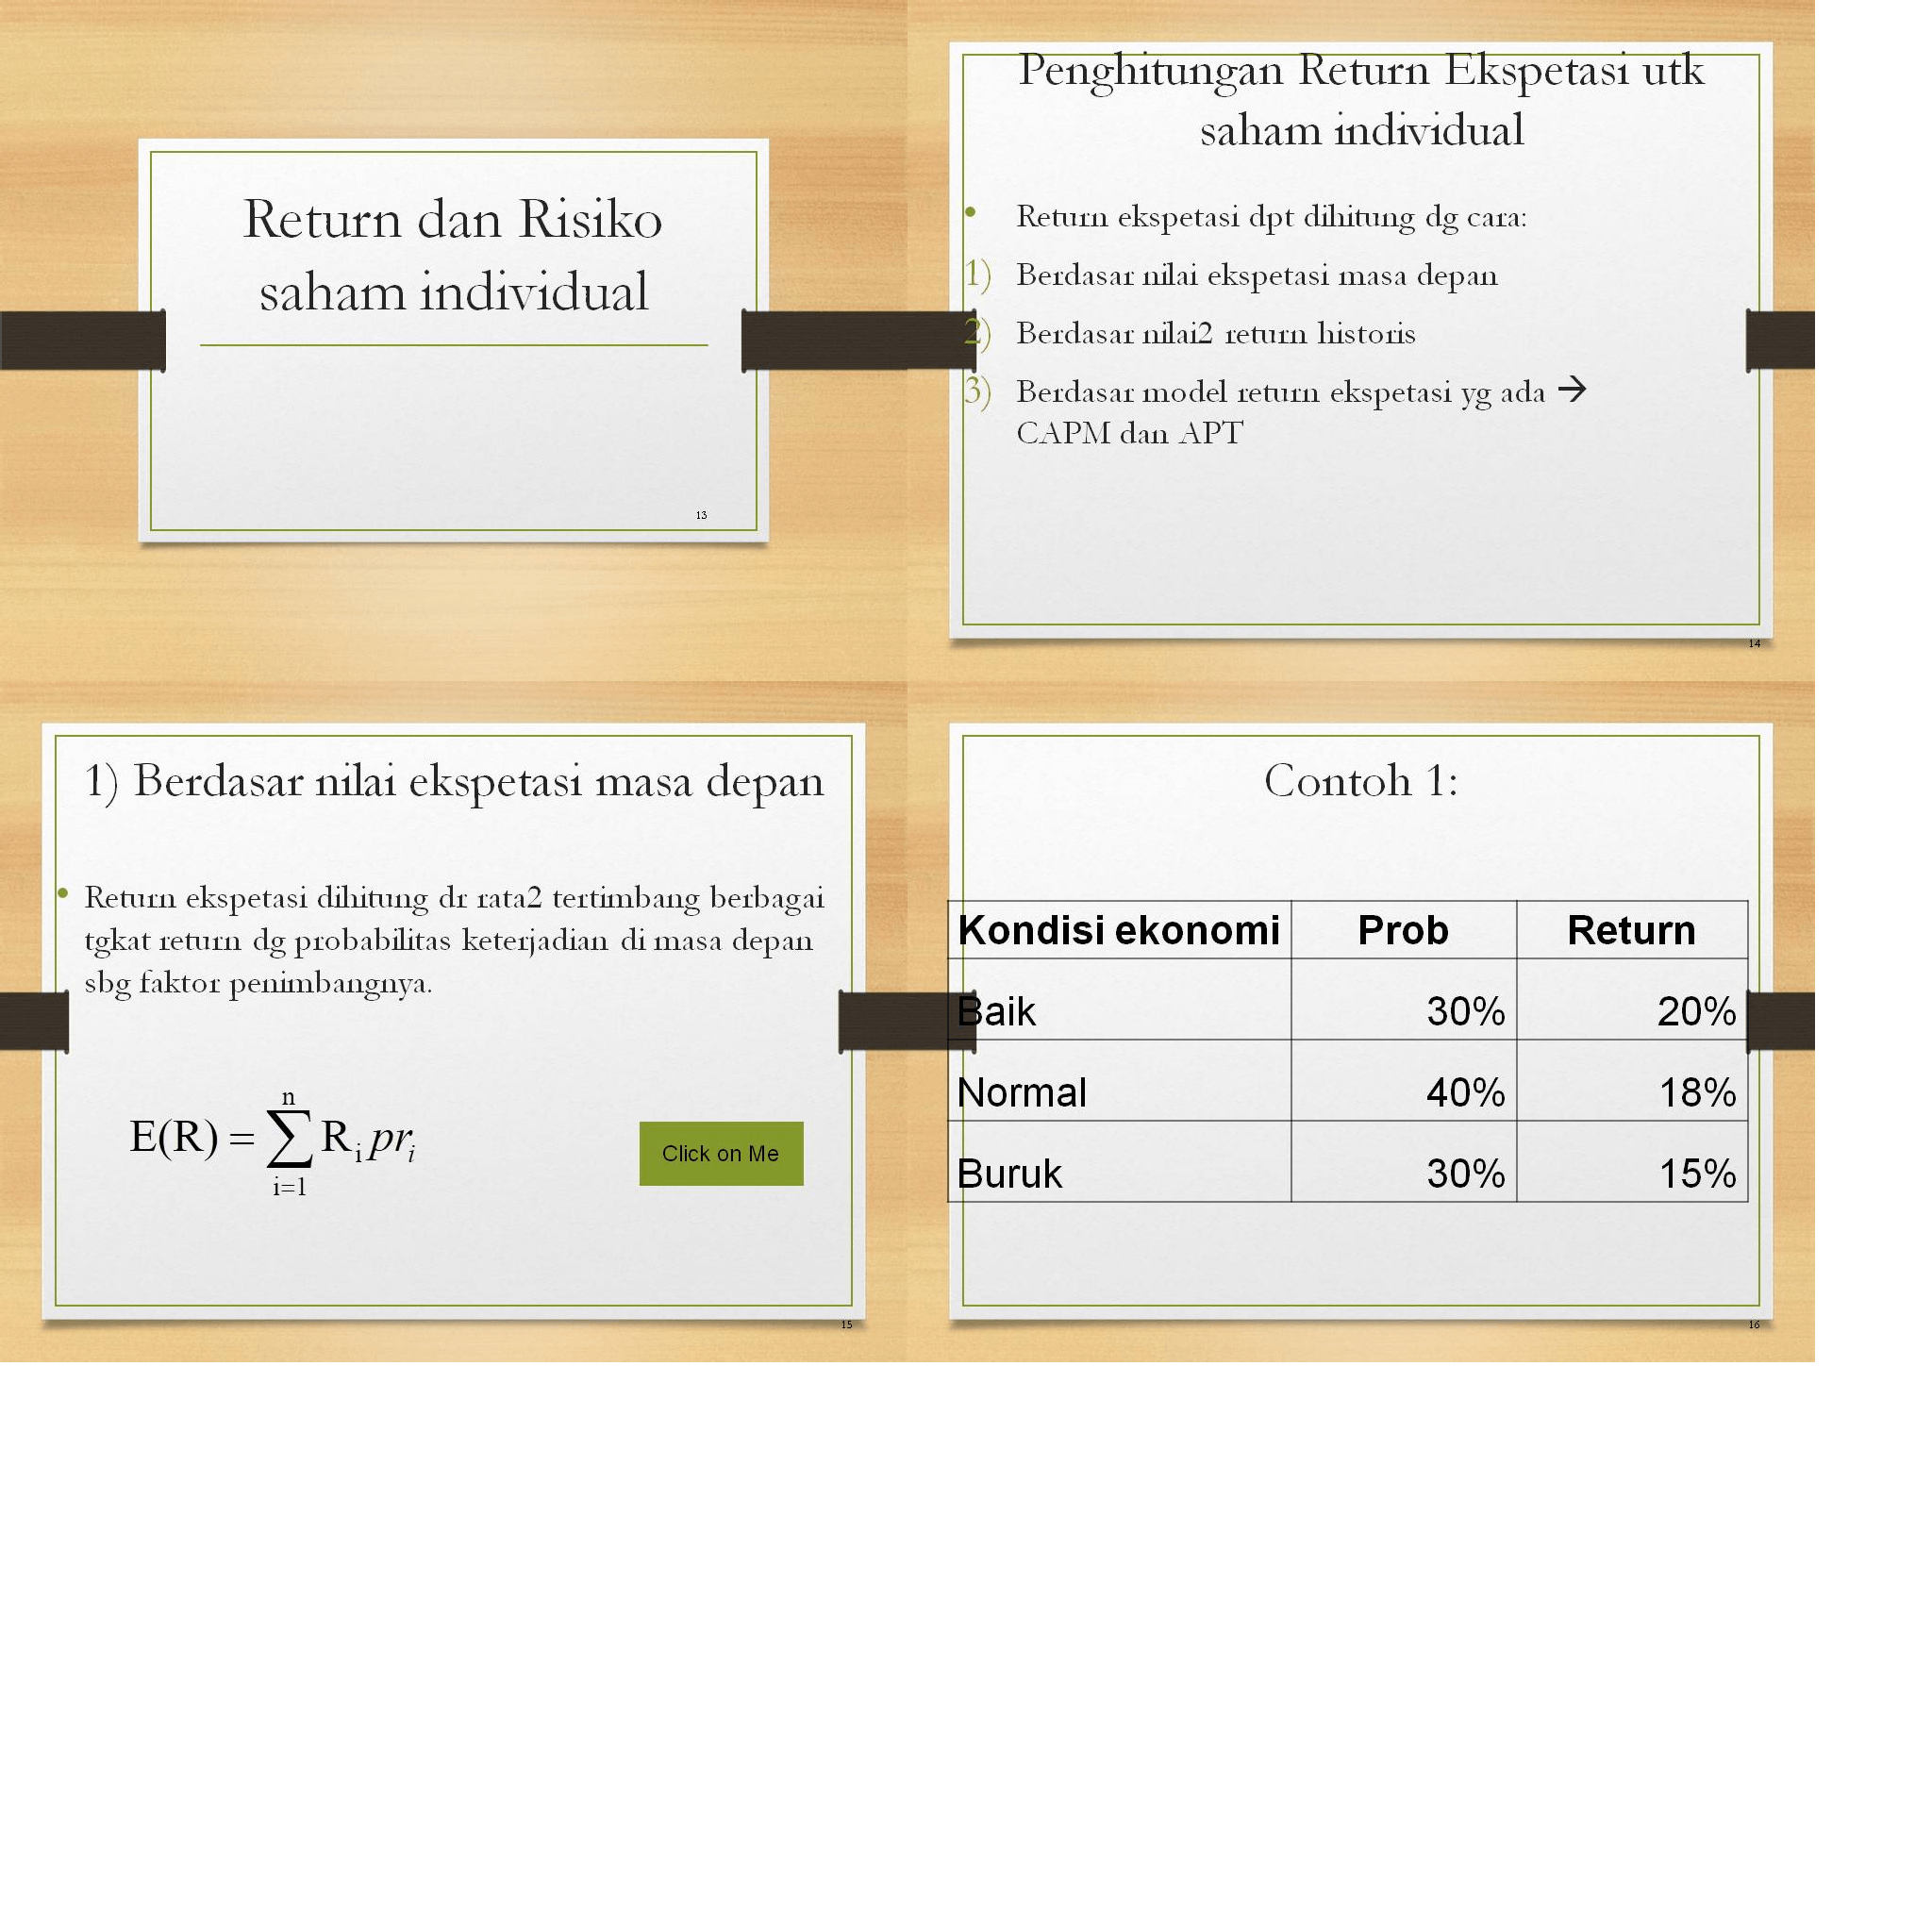 Return dan Risiko
saham individual
13
Penghitungan Return Ekspetasi utk
saham individual
• Return ekspetasi dpt dihitung dg cara:
1) Berdasar nilai ekspetasi masa depan
2) Berdasar nilai2 return historis
3) Berdasar model return ekspetasi yg ada →
CAPM dan APT
14
1) Berdasar nilai ekspetasi masa depan
• Return ekspetasi dihitung dr rata2 tertimbang berbagai
tgkat return dg probabilitas keterjadian di masa depan
sbg faktor penimbangnya.
E(R) = ∑ⁿᵢ₌₁ Rᵢ prᵢ
Click on Me
15
Contoh 1:
Kondisi ekonomi Prob Return
Baik 30% 20%
Normal 40% 18%
Buruk 30% 15%
16